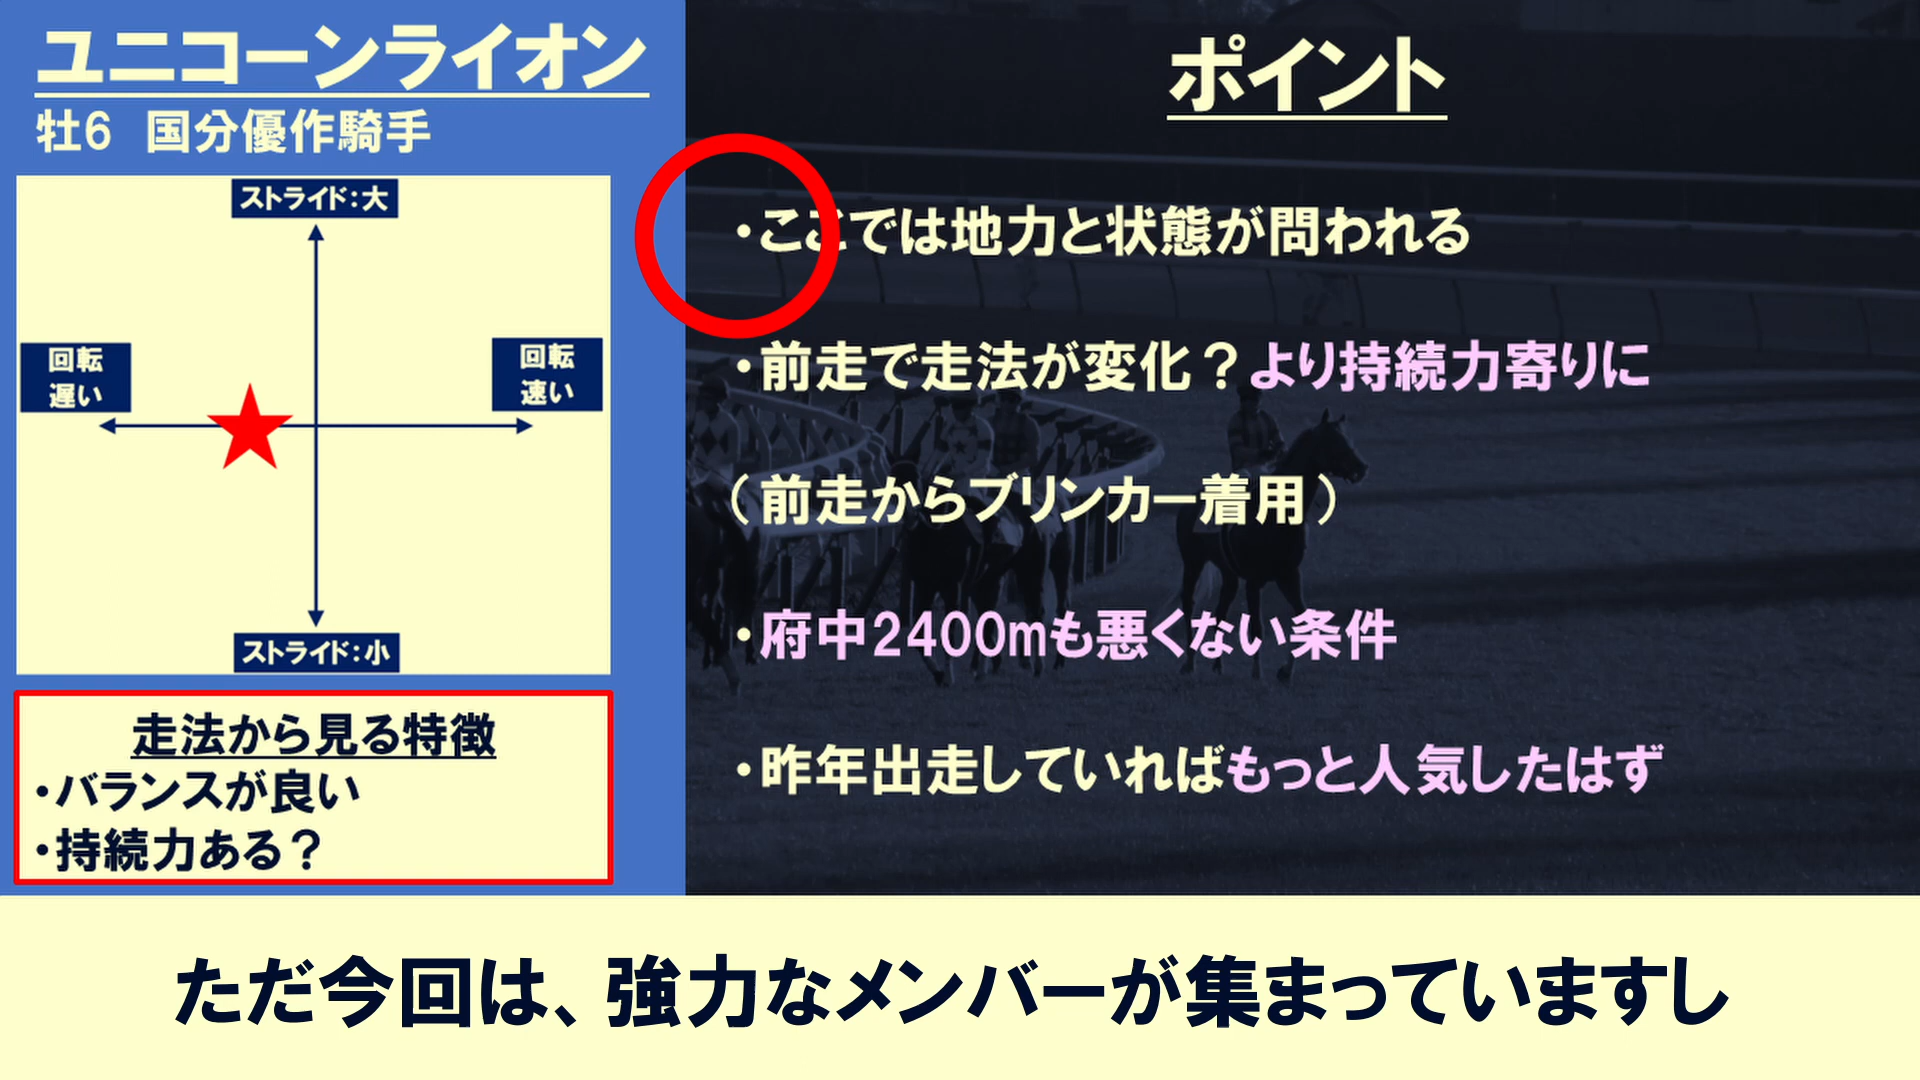 ユニコーンライオン
牡6 国分優作騎手
ストライド:大
回転
遅い
回転
速い
ストライド:小
走法から見る特徴
・バランスが良い
・持続力ある?
ポイント
・ここでは地力と状態が問われる
・前走で走法が変化?より持続力寄りに
(前走からブリンカー着用)
・府中2400mも悪くない条件
・昨年出走していればもっと人気したはず
ただ今回は、強力なメンバーが集まっていますし